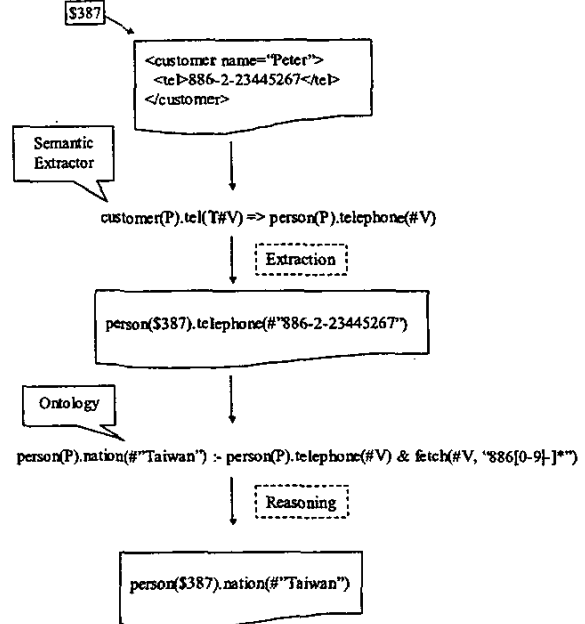 $387
<customer name="Peter">
<tel>886-2-23445267</tel>
</customer>
Semantic
Extractor
customer(P).tel(T#V) => person(P).telephone(#V)
Extraction
person($387).telephone(#"886-2-23445267")
Ontology
person(P).nation(#"Taiwan") :- person(P).telephone(#V) & fetch(#V, "886[0-9|-]*")
Reasoning
person($387).nation(#"Taiwan")